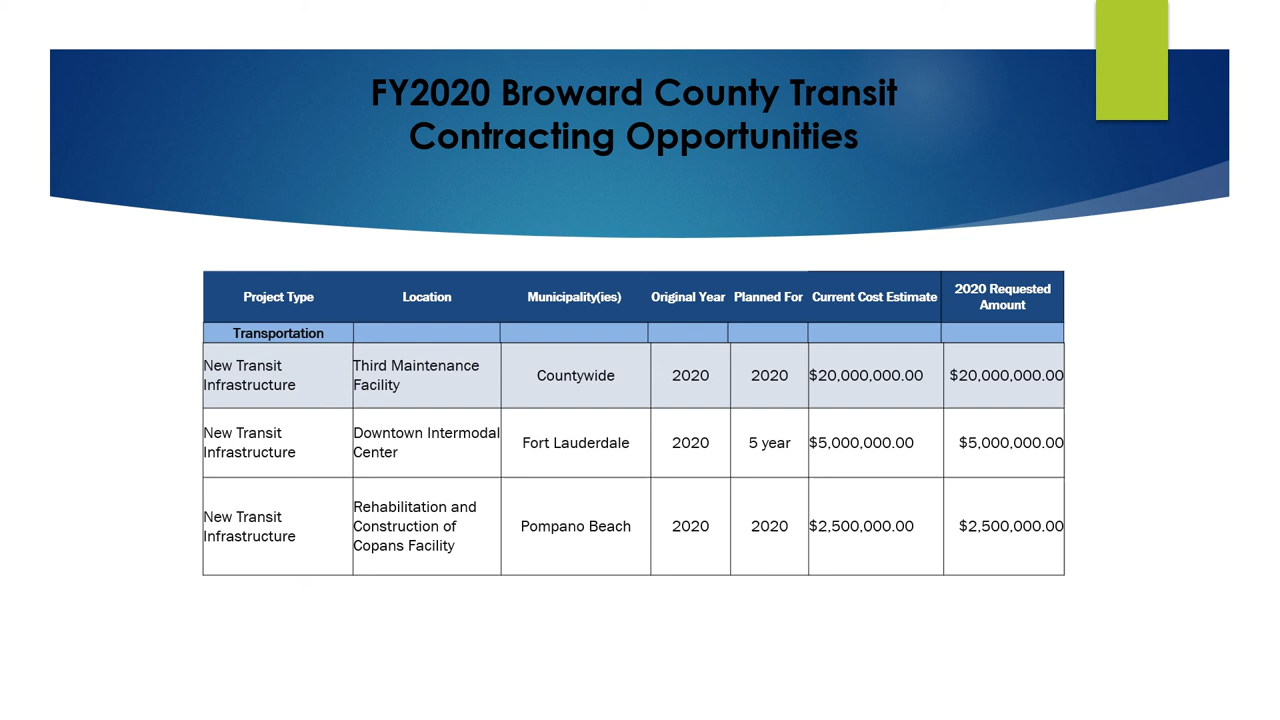 FY2020 Broward County Transit
Contracting Opportunities
Project Type Location Municipality(ies) Original Year Planned For Current Cost Estimate 2020 Requested Amount
Transportation
New Transit Infrastructure Third Maintenance Facility Countywide 2020 2020 $20,000,000.00 $20,000,000.00
New Transit Infrastructure Downtown Intermodal Center Fort Lauderdale 2020 5 year $5,000,000.00 $5,000,000.00
New Transit Infrastructure Rehabilitation and Construction of Copans Facility Pompano Beach 2020 2020 $2,500,000.00 $2,500,000.00